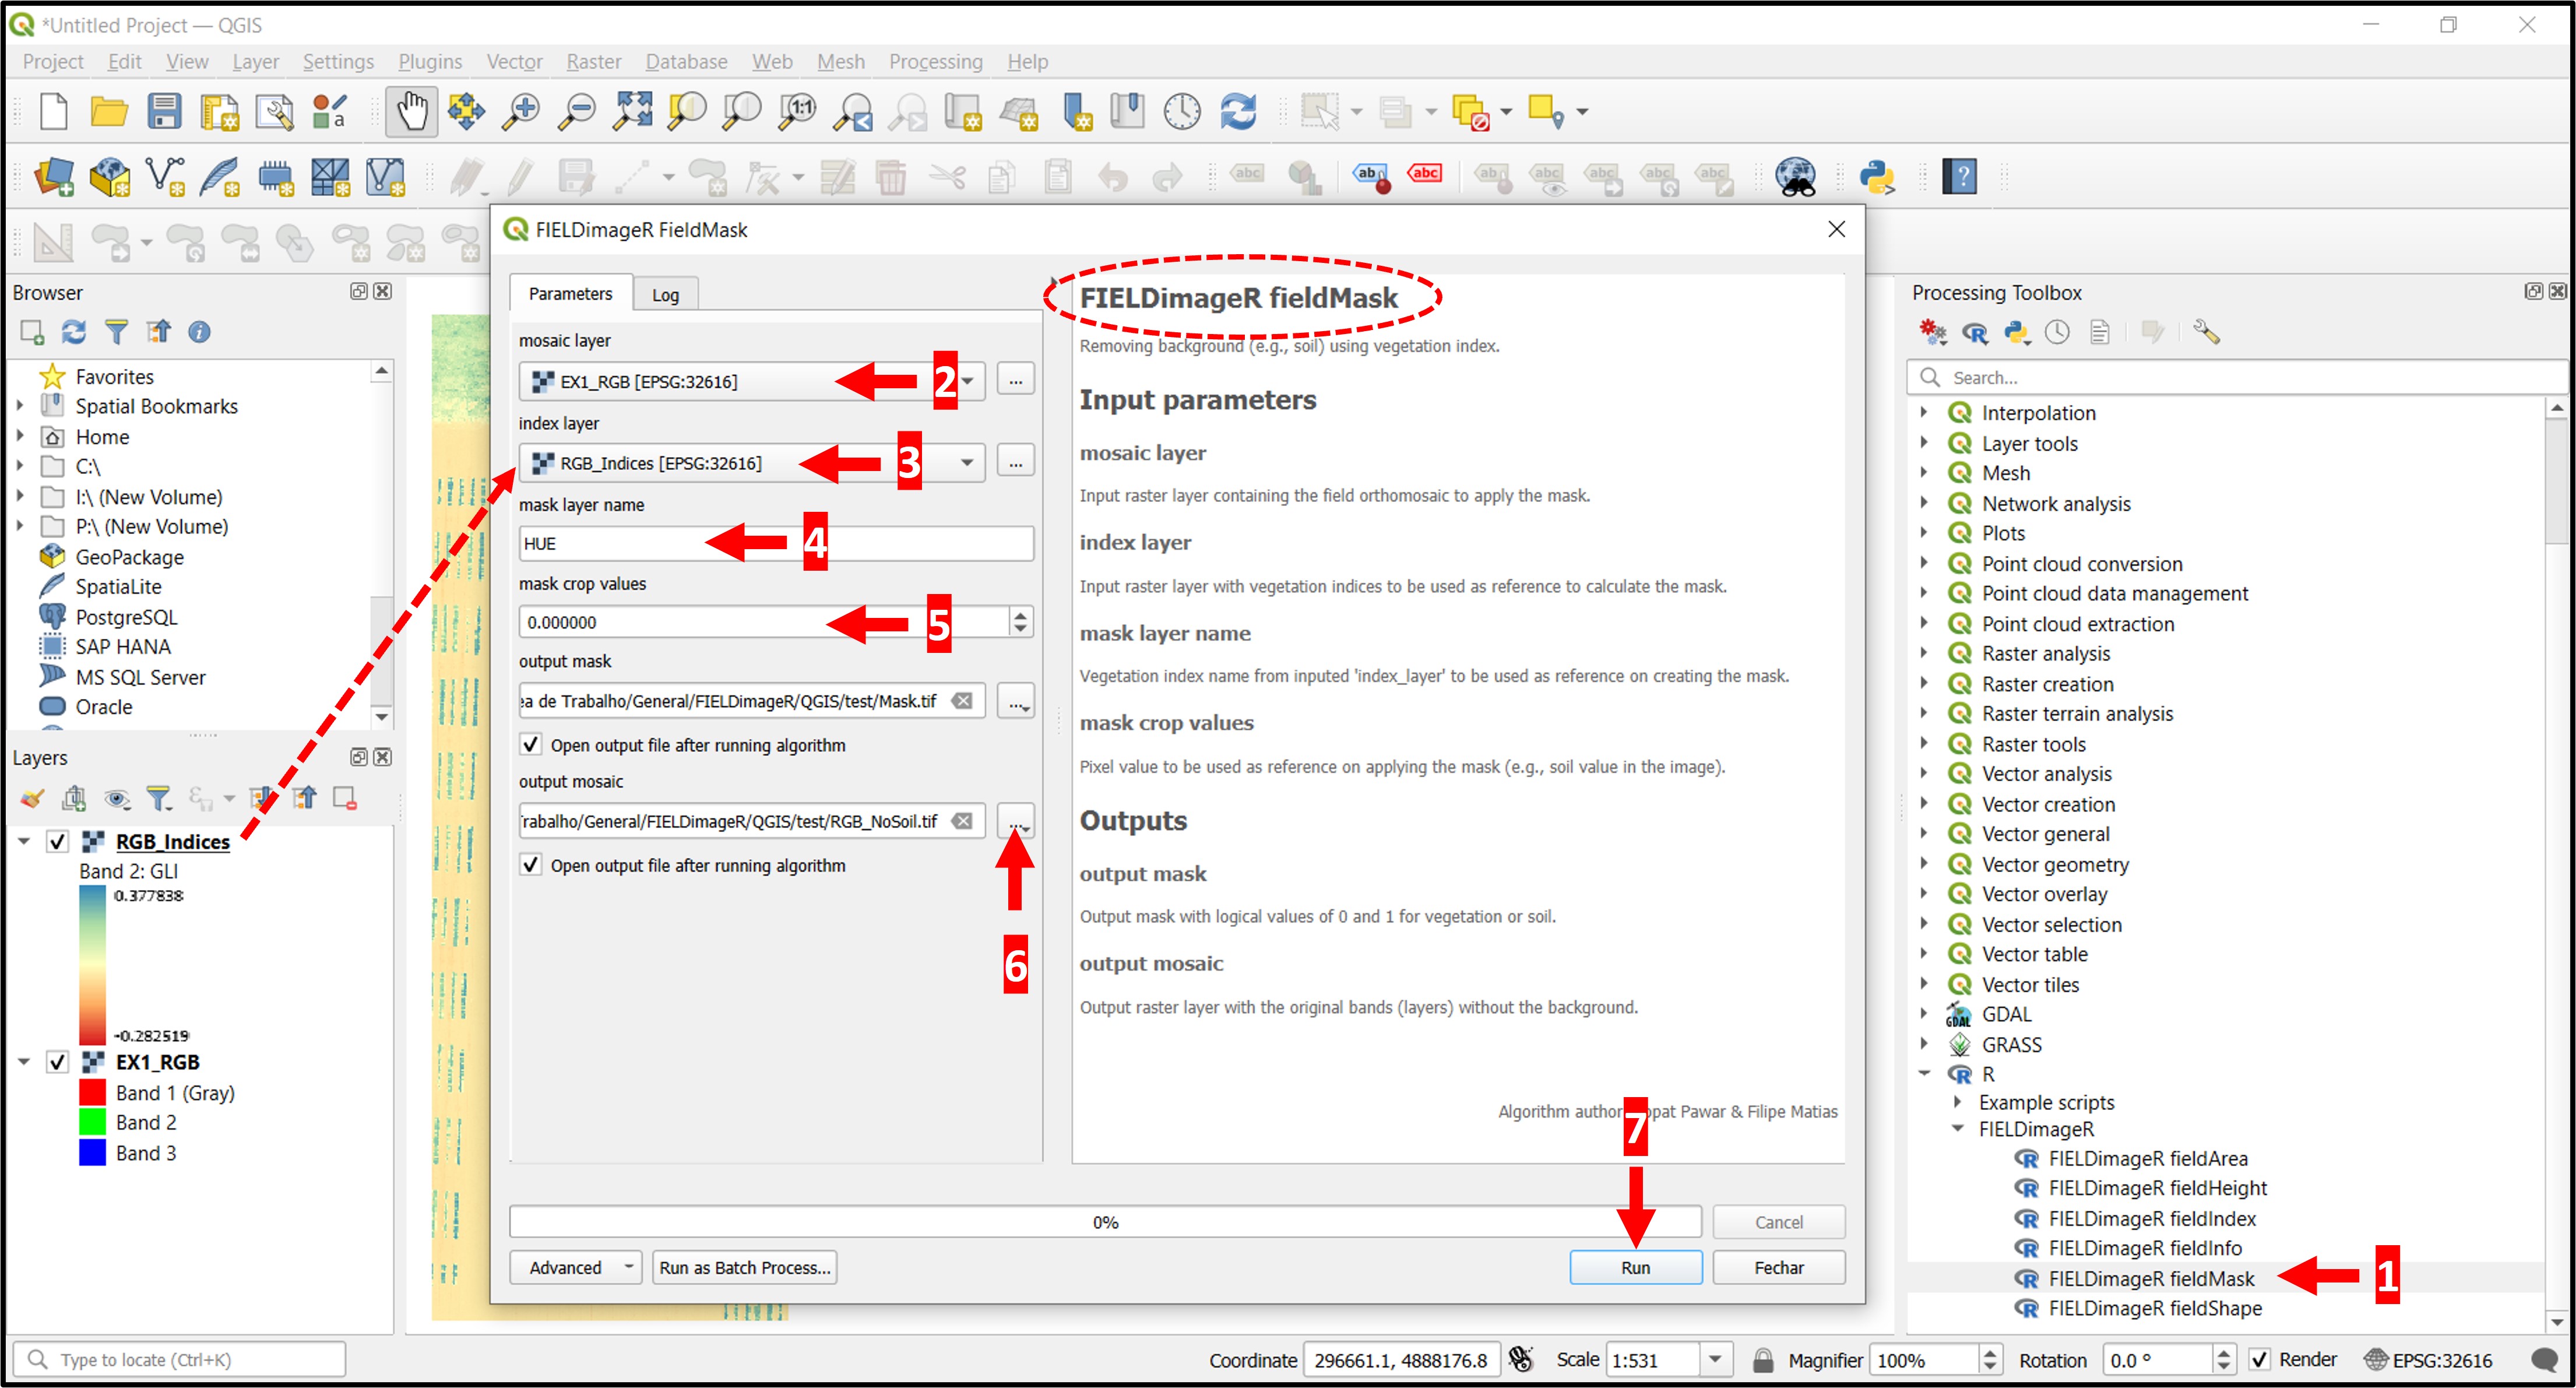 *Untitled Project — QGIS
Project Edit View Layer Settings Plugins Vector Raster Database Web Mesh Processing Help
1:1
a
abc ab abc ab abc abc abc abc
?
Browser
Favorites
Spatial Bookmarks
Home
C:\
I:\ (New Volume)
P:\ (New Volume)
GeoPackage
SpatiaLite
PostgreSQL
SAP HANA
MS SQL Server
Oracle
Layers
RGB_Indices
Band 2: GLI
0.377838
-0.282519
EX1_RGB
Band 1 (Gray)
Band 2
Band 3
FIELDimageR FieldMask
Parameters Log
mosaic layer
EX1_RGB [EPSG:32616] 2 ...
index layer
RGB_Indices [EPSG:32616] 3 ...
mask layer name
HUE 4
mask crop values
0.000000 5
output mask
ea de Trabalho/General/FIELDimageR/QGIS/test/Mask.tif ...
Open output file after running algorithm
output mosaic
rabalho/General/FIELDimageR/QGIS/test/RGB_NoSoil.tif ...
Open output file after running algorithm
6
FIELDimageR fieldMask
Removing background (e.g., soil) using vegetation index.
Input parameters
mosaic layer
Input raster layer containing the field orthomosaic to apply the mask.
index layer
Input raster layer with vegetation indices to be used as reference to calculate the mask.
mask layer name
Vegetation index name from inputed 'index_layer' to be used as reference on creating the mask.
mask crop values
Pixel value to be used as reference on applying the mask (e.g., soil value in the image).
Outputs
output mask
Output mask with logical values of 0 and 1 for vegetation or soil.
output mosaic
Output raster layer with the original bands (layers) without the background.
Algorithm author Pawar & Filipe Matias
7
0%
Cancel
Advanced Run as Batch Process... Run Fechar
Processing Toolbox
Search...
Interpolation
Layer tools
Mesh
Network analysis
Plots
Point cloud conversion
Point cloud data management
Point cloud extraction
Raster analysis
Raster creation
Raster terrain analysis
Raster tools
Vector analysis
Vector creation
Vector general
Vector geometry
Vector overlay
Vector selection
Vector table
Vector tiles
GDAL GDAL
GRASS
R R
Example scripts
FIELDimageR
R FIELDimageR fieldArea
R FIELDimageR fieldHeight
R FIELDimageR fieldIndex
R FIELDimageR fieldInfo
R FIELDimageR fieldMask 1
R FIELDimageR fieldShape
Type to locate (Ctrl+K) Coordinate 296661.1, 4888176.8 Scale 1:531 Magnifier 100% Rotation 0.0 ° Render EPSG:32616